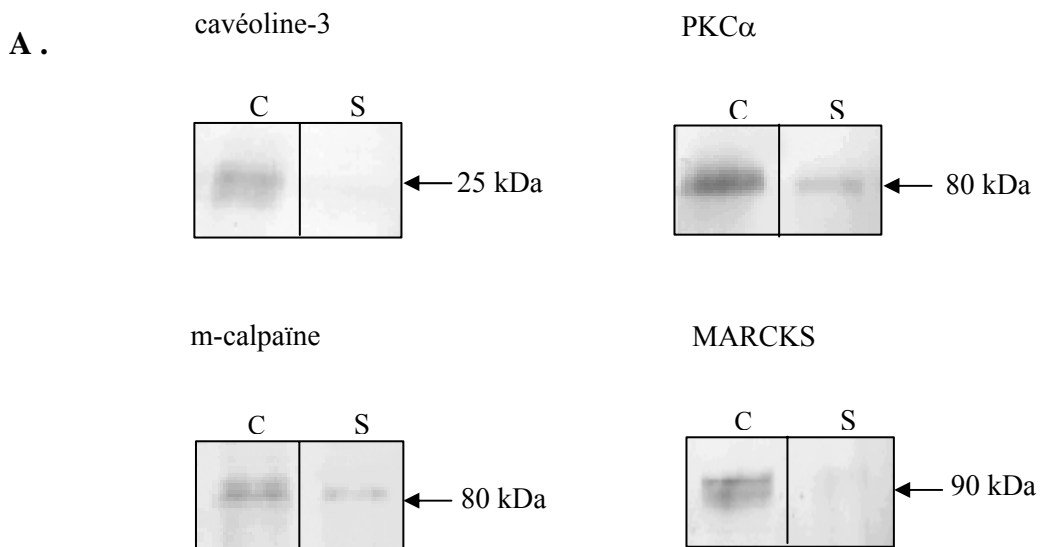 A .
cavéoline-3
PKCα
C S
25 kDa
C S
80 kDa
m-calpaïne
MARCKS
C S
80 kDa
C S
90 kDa